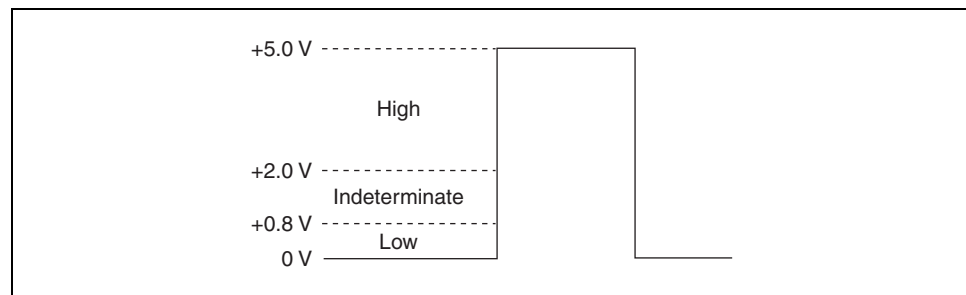 +5.0 V
High
+2.0 V
Indeterminate
+0.8 V
Low
0 V